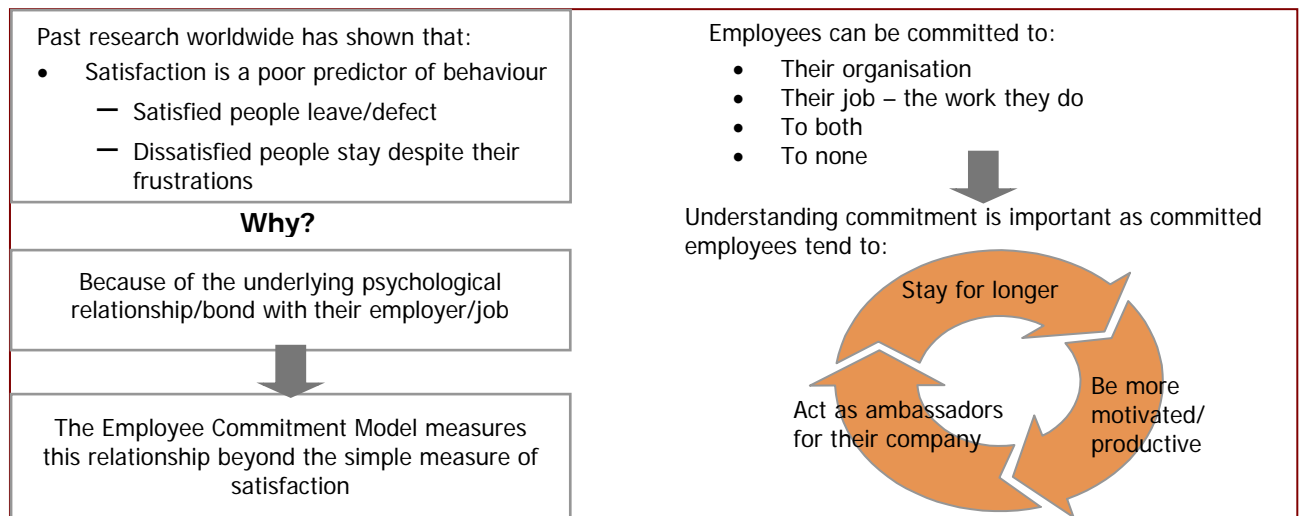 Past research worldwide has shown that:
• Satisfaction is a poor predictor of behaviour
— Satisfied people leave/defect
— Dissatisfied people stay despite their
frustrations
Why?
Because of the underlying psychological
relationship/bond with their employer/job
The Employee Commitment Model measures
this relationship beyond the simple measure of
satisfaction
Employees can be committed to:
• Their organisation
• Their job – the work they do
• To both
• To none
Understanding commitment is important as committed
employees tend to:
Stay for longer
Be more
motivated/
productive
Act as ambassadors
for their company